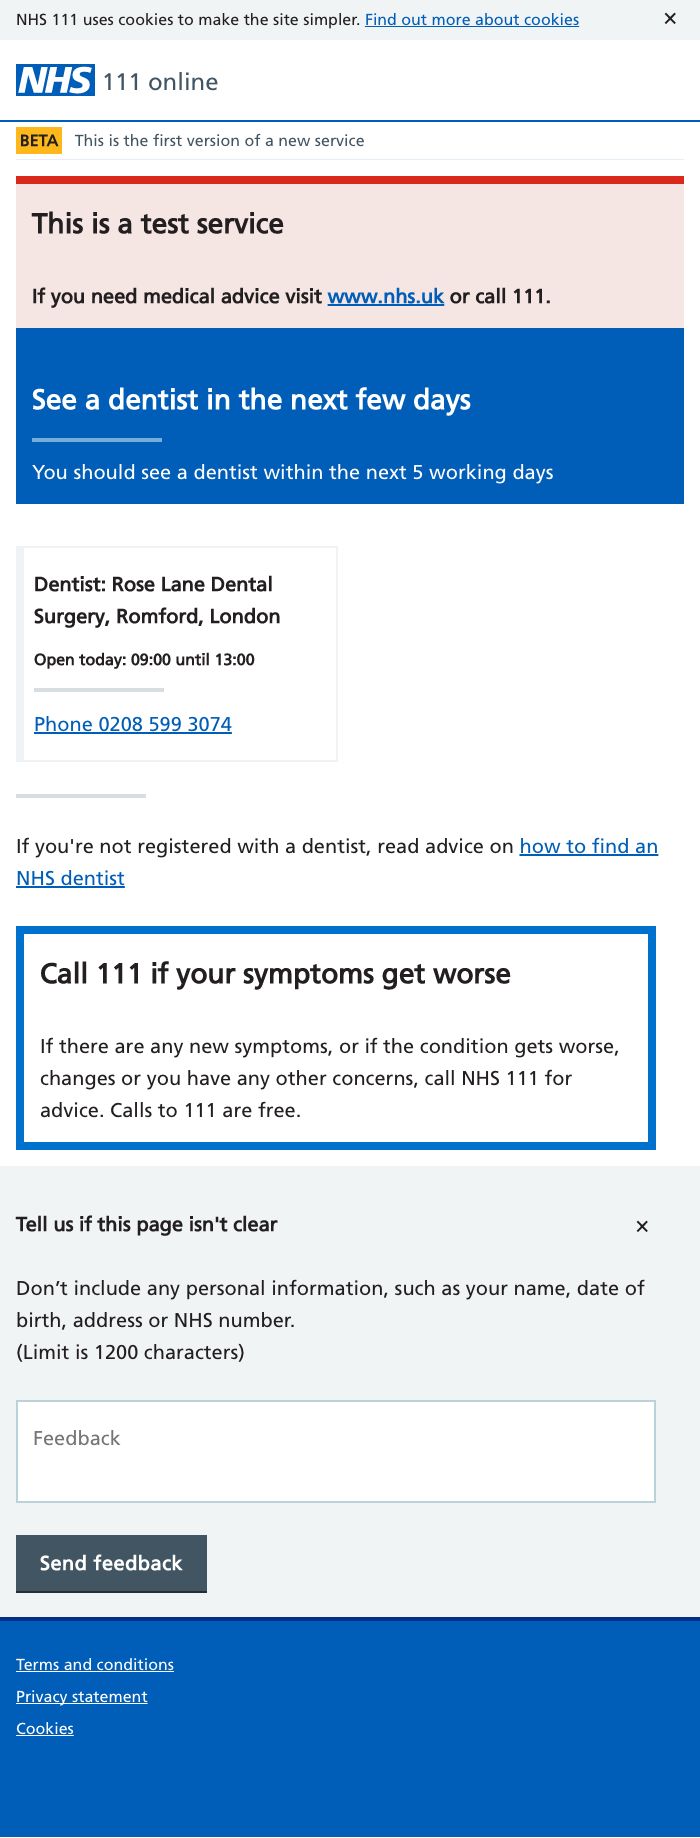 NHS 111 uses cookies to make the site simpler. Find out more about cookies ✕
NHS 111 online
BETA This is the first version of a new service
This is a test service
If you need medical advice visit www.nhs.uk or call 111.
See a dentist in the next few days
You should see a dentist within the next 5 working days
Dentist: Rose Lane Dental
Surgery, Romford, London
Open today: 09:00 until 13:00
Phone 0208 599 3074
If you're not registered with a dentist, read advice on how to find an
NHS dentist
Call 111 if your symptoms get worse
If there are any new symptoms, or if the condition gets worse,
changes or you have any other concerns, call NHS 111 for
advice. Calls to 111 are free.
Tell us if this page isn't clear ✕
Don’t include any personal information, such as your name, date of
birth, address or NHS number.
(Limit is 1200 characters)
Feedback
Send feedback
Terms and conditions
Privacy statement
Cookies